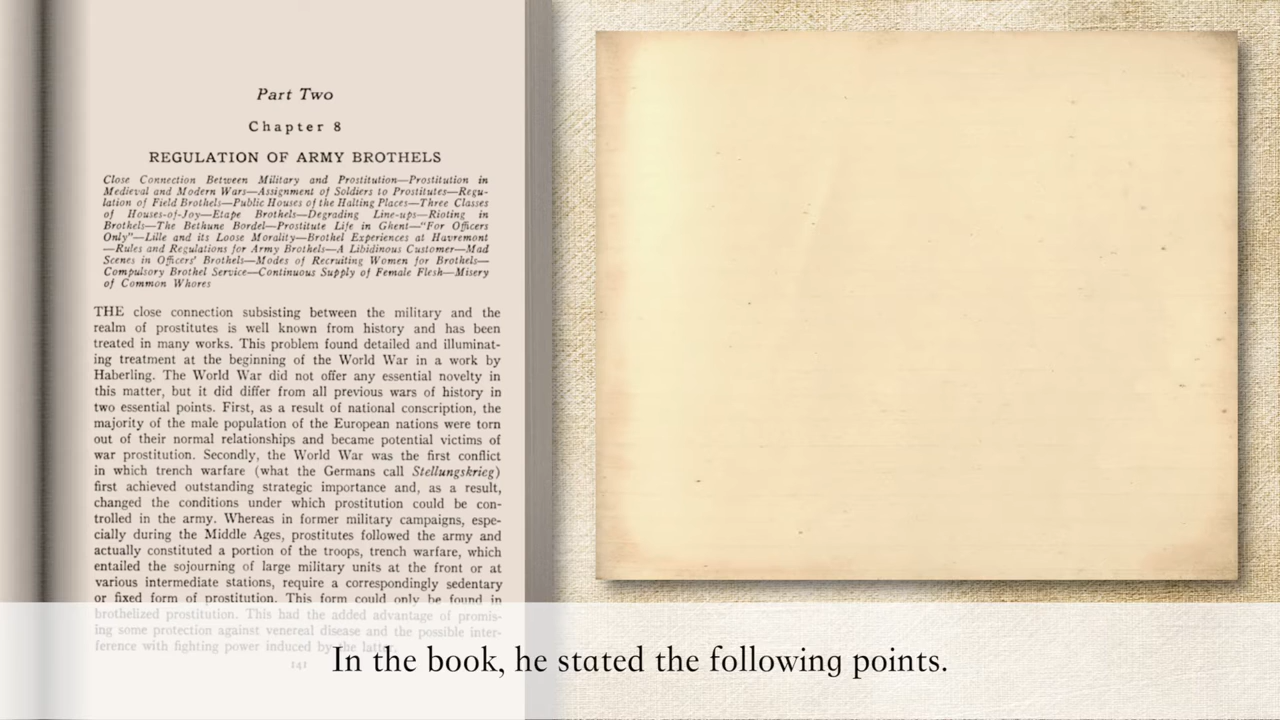 Part Two
Chapter 8
REGULATION OF ARMY BROTHELS
Close Connection Between Military and Prostitution—Prostitution in
Medieval and Modern Wars—Assignment of Soldiers to Prostitutes—Regu-
lation of Field Brothels—Public Houses of the Halting Places—Three Classes
of Houses-of-Joy—Etape Brothels—Degrading Line-ups—Rioting in
Brothels—The Bethune Bordel—Prostitute Life in Ghent—"For Officers
Only"—Lille and its Loose Morality—Brothel Experiences at Havremont
—Rules and Regulations for Army Brothels—A Libidinous Customer—Mad
Scenes in Officers' Brothels—Modes of Recruiting Women for Brothels—
Compulsory Brothel Service—Continuous Supply of Female Flesh—Misery
of Common Whores
THE close connection subsisting between the military and the
realm of prostitutes is well known from history and has been
treated in many works. This problem found detailed and illuminat-
ing treatment at the beginning of the World War in a work by
Haberling. The World War did not offer any essential novelty in
this matter, but it did differ from all previous wars of history in
two essential points. First, as a result of national conscription, the
majority of the male population of the European nations were torn
out of their normal relationships and became potential victims of
war prostitution. Secondly, the World War was the first conflict
in which trench warfare (what the Germans call Stellungskrieg)
first achieved outstanding strategic importance and, as a result,
changed the conditions under which prostitution could be con-
trolled in the army. Whereas in former military campaigns, espe-
cially during the Middle Ages, prostitutes followed the army and
actually constituted a portion of the troops, trench warfare, which
entailed the sojourning of large military units at the front or at
various intermediate stations, require a correspondingly sedentary
or fixed form of prostitution. This form could only be found in
brothelized prostitution. This had the added advantage of promis-
ing some protection against venereal disease and the possible inter-
ference with fighting power induced by the latter.
141
In the book, he stated the following points.